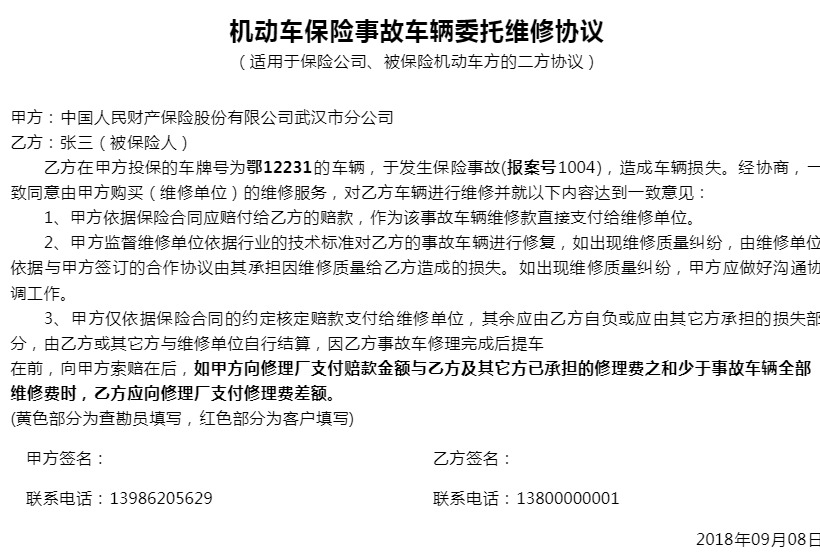 机动车保险事故车辆委托维修协议
（适用于保险公司、被保险机动车方的二方协议）
甲方：中国人民财产保险股份有限公司武汉市分公司
乙方：张三（被保险人）
乙方在甲方投保的车牌号为鄂12231的车辆，于发生保险事故(报案号1004)，造成车辆损失。经协商，一
致同意由甲方购买（维修单位）的维修服务，对乙方车辆进行维修并就以下内容达到一致意见：
1、甲方依据保险合同应赔付给乙方的赔款，作为该事故车辆维修款直接支付给维修单位。
2、甲方监督维修单位依据行业的技术标准对乙方的事故车辆进行修复，如出现维修质量纠纷，由维修单位
依据与甲方签订的合作协议由其承担因维修质量给乙方造成的损失。如出现维修质量纠纷，甲方应做好沟通协
调工作。
3、甲方仅依据保险合同的约定核定赔款支付给维修单位，其余应由乙方自负或应由其它方承担的损失部
分，由乙方或其它方与维修单位自行结算，因乙方事故车修理完成后提车
在前，向甲方索赔在后，如甲方向修理厂支付赔款金额与乙方及其它方已承担的修理费之和少于事故车辆全部
维修费时，乙方应向修理厂支付修理费差额。
(黄色部分为查勘员填写，红色部分为客户填写)
甲方签名： 乙方签名：
联系电话：13986205629 联系电话：13800000001
2018年09月08日